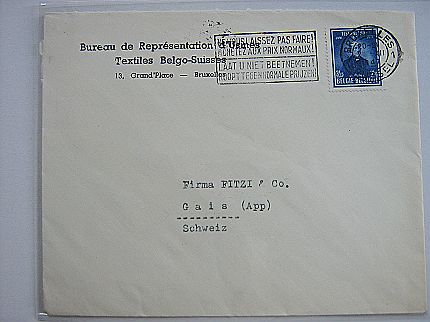 Bureau de Représentation d'Usines
Textiles Belgo-Suisses
13, Grand'Place — Bruxelles
NE VOUS LAISSEZ PAS FAIRE!
ACHETEZ AUX PRIX NORMAUX!
LAAT U NIET BEETNEMEN!
KOOPT TEGEN NORMALE PRIJZEN!
BELGIE-BELGIQUE
Firma FITZI & Co.
Gais (App)
Schweiz